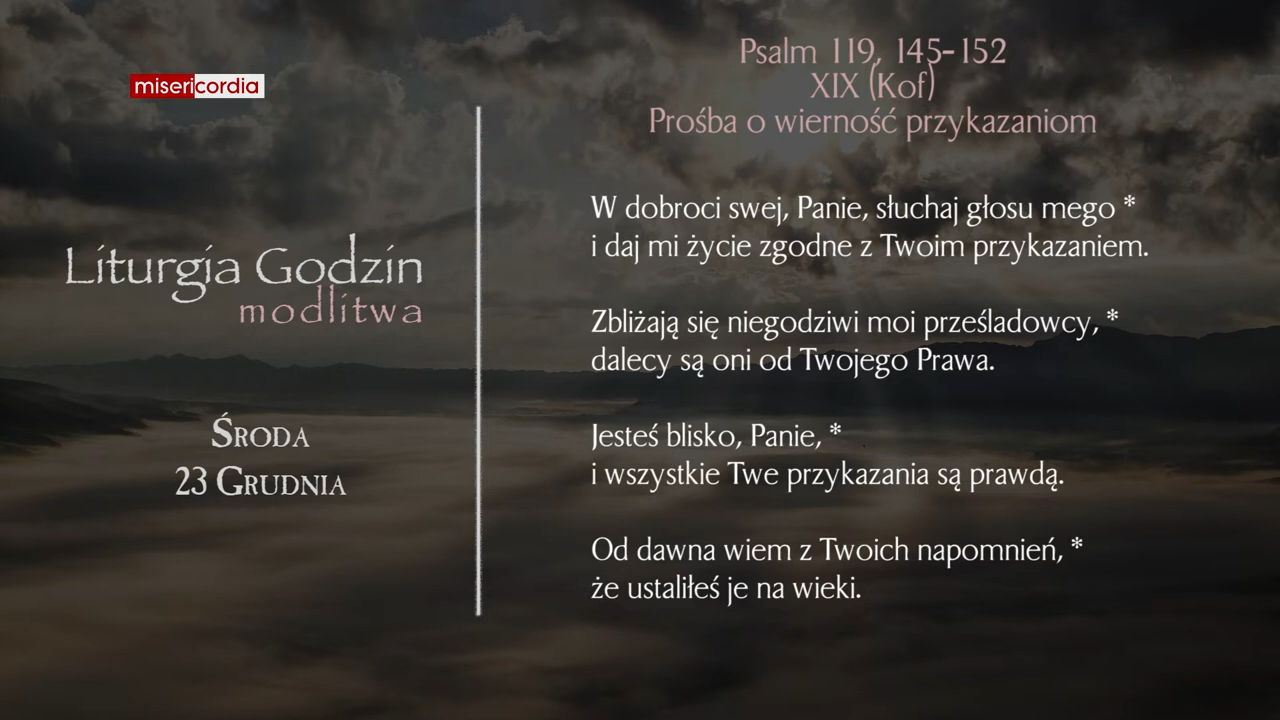 misericordia
Liturgia Godzin
modlitwa
Środa
23 Grudnia
Psalm 119, 145-152
XIX (Kof)
Prośba o wierność przykazaniom
W dobroci swej, Panie, słuchaj głosu mego *
i daj mi życie zgodne z Twoim przykazaniem.
Zbliżają się niegodziwi moi prześladowcy, *
dalecy są oni od Twojego Prawa.
Jesteś blisko, Panie, *
i wszystkie Twe przykazania są prawdą.
Od dawna wiem z Twoich napomnień, *
że ustaliłeś je na wieki.